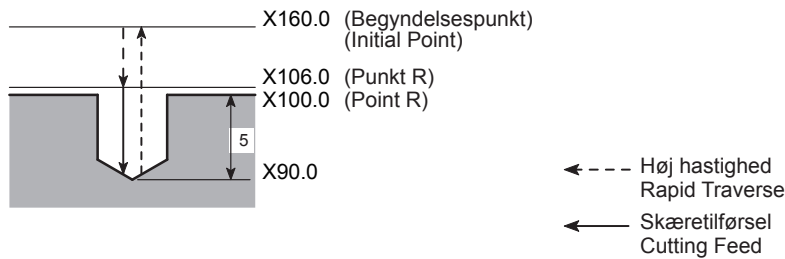 X160.0 (Begyndelsespunkt)
(Initial Point)
X106.0 (Punkt R)
X100.0 (Point R)
5
X90.0
Høj hastighed
Rapid Traverse
Skæretilførsel
Cutting Feed